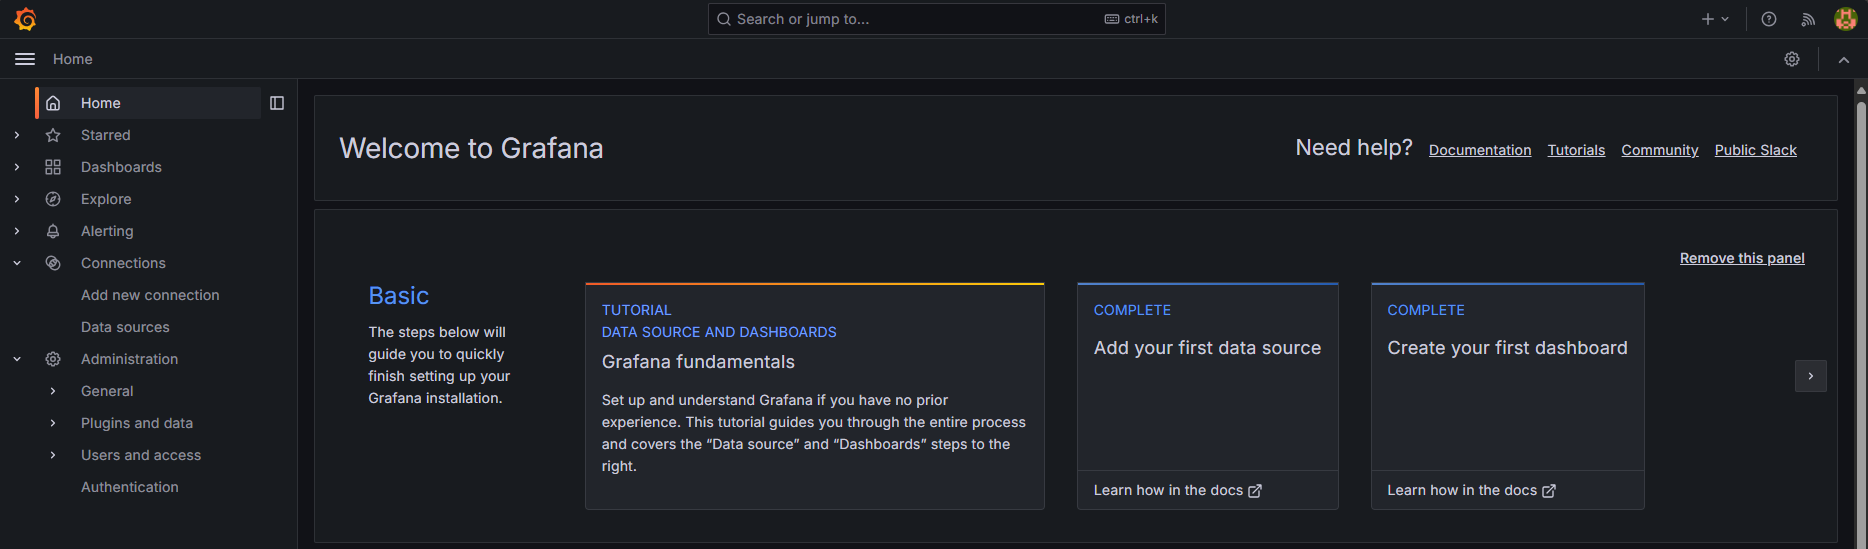 Search or jump to...
ctrl+k
Home
Home
Starred
Dashboards
Explore
Alerting
Connections
Add new connection
Data sources
Administration
General
Plugins and data
Users and access
Authentication
Welcome to Grafana
Need help?
Documentation
Tutorials
Community
Public Slack
Remove this panel
Basic
The steps below will
guide you to quickly
finish setting up your
Grafana installation.
TUTORIAL
DATA SOURCE AND DASHBOARDS
Grafana fundamentals
Set up and understand Grafana if you have no prior
experience. This tutorial guides you through the entire process
and covers the “Data source” and “Dashboards” steps to the
right.
COMPLETE
Add your first data source
Learn how in the docs
COMPLETE
Create your first dashboard
Learn how in the docs